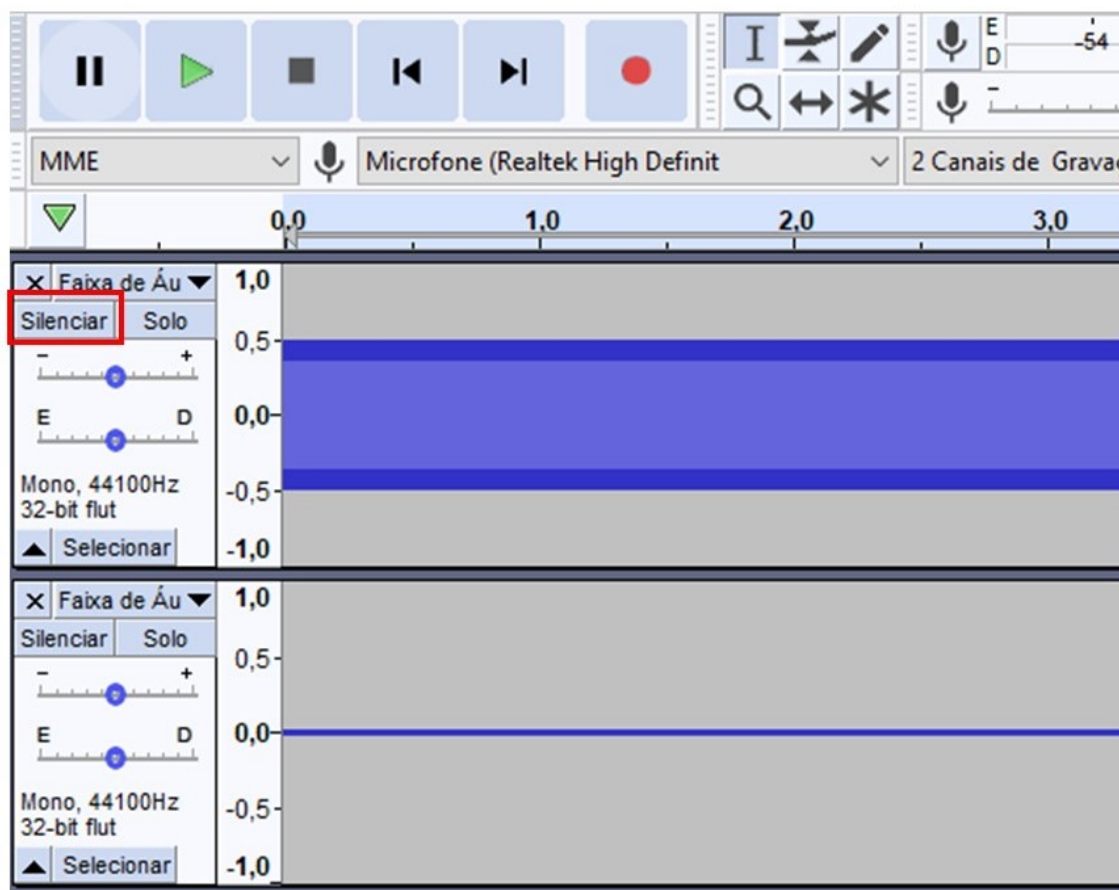 E
D
-54
MME
Microfone (Realtek High Definit
2 Canais de Grava
0,0 1,0 2,0 3,0
Faixa de Áu
Silenciar Solo
- +
E D
Mono, 44100Hz
32-bit flut
Selecionar
1,0
0,5
0,0
-0,5
-1,0
Faixa de Áu
Silenciar Solo
- +
E D
Mono, 44100Hz
32-bit flut
Selecionar
1,0
0,5
0,0
-0,5
-1,0